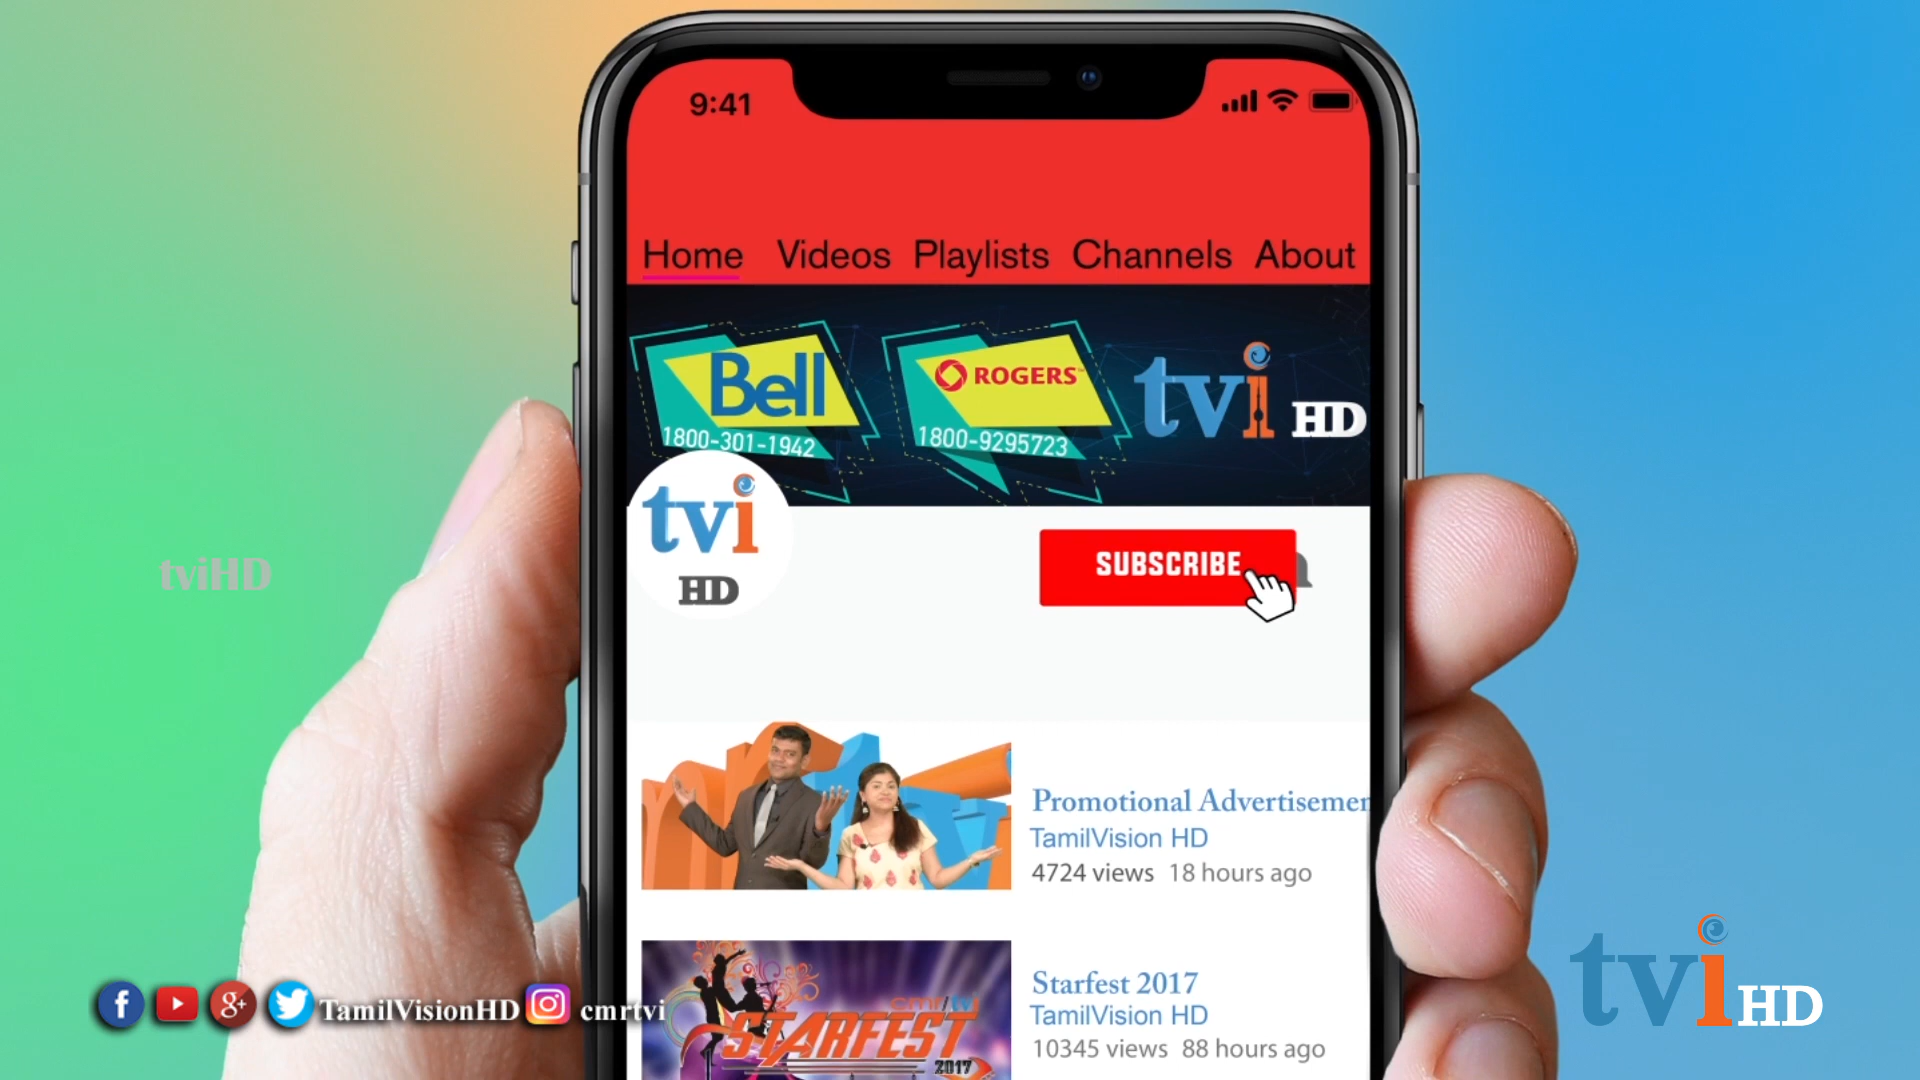 9:41
Home Videos Playlists Channels About
Bell
1800-301-1942
ROGERS
1800-9295723
tvi HD
tvi
HD
SUBSCRIBE
tviHD
Promotional Advertisemen
TamilVision HD
4724 views 18 hours ago
Starfest 2017
TamilVision HD
10345 views 88 hours ago
cmr/tvi
STARFEST
2017
TamilVisionHD
cmrtvi
tvi HD